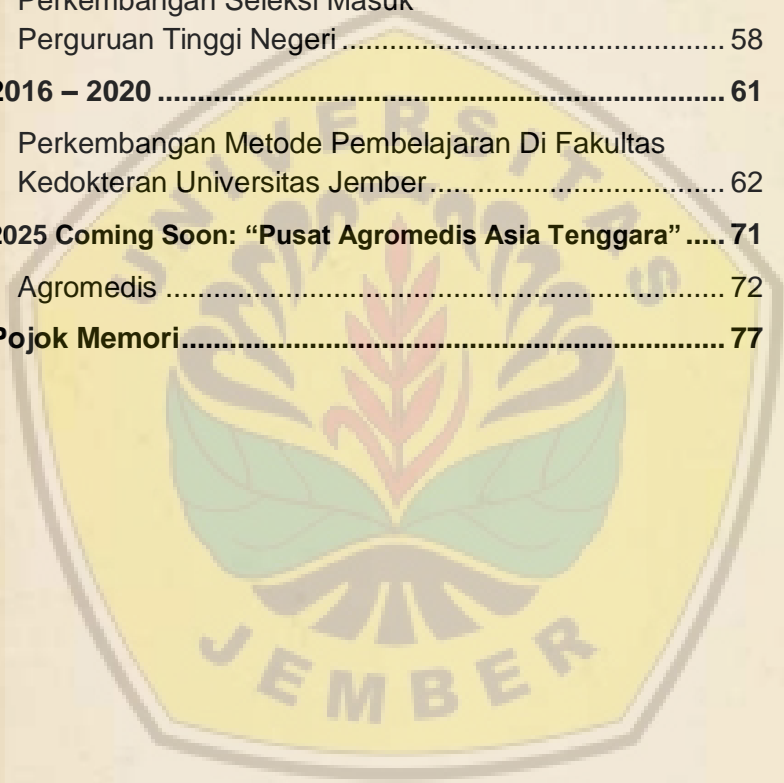 Perkembangan Seleksi Masuk
Perguruan Tinggi Negeri ................................................ 58
2016 – 2020 ....................................................................... 61
Perkembangan Metode Pembelajaran Di Fakultas
Kedokteran Universitas Jember ..................................... 62
2025 Coming Soon: “Pusat Agromedis Asia Tenggara” ..... 71
Agromedis ...................................................................... 72
Pojok Memori .................................................................... 77
UNIVERSITAS
JEMBER